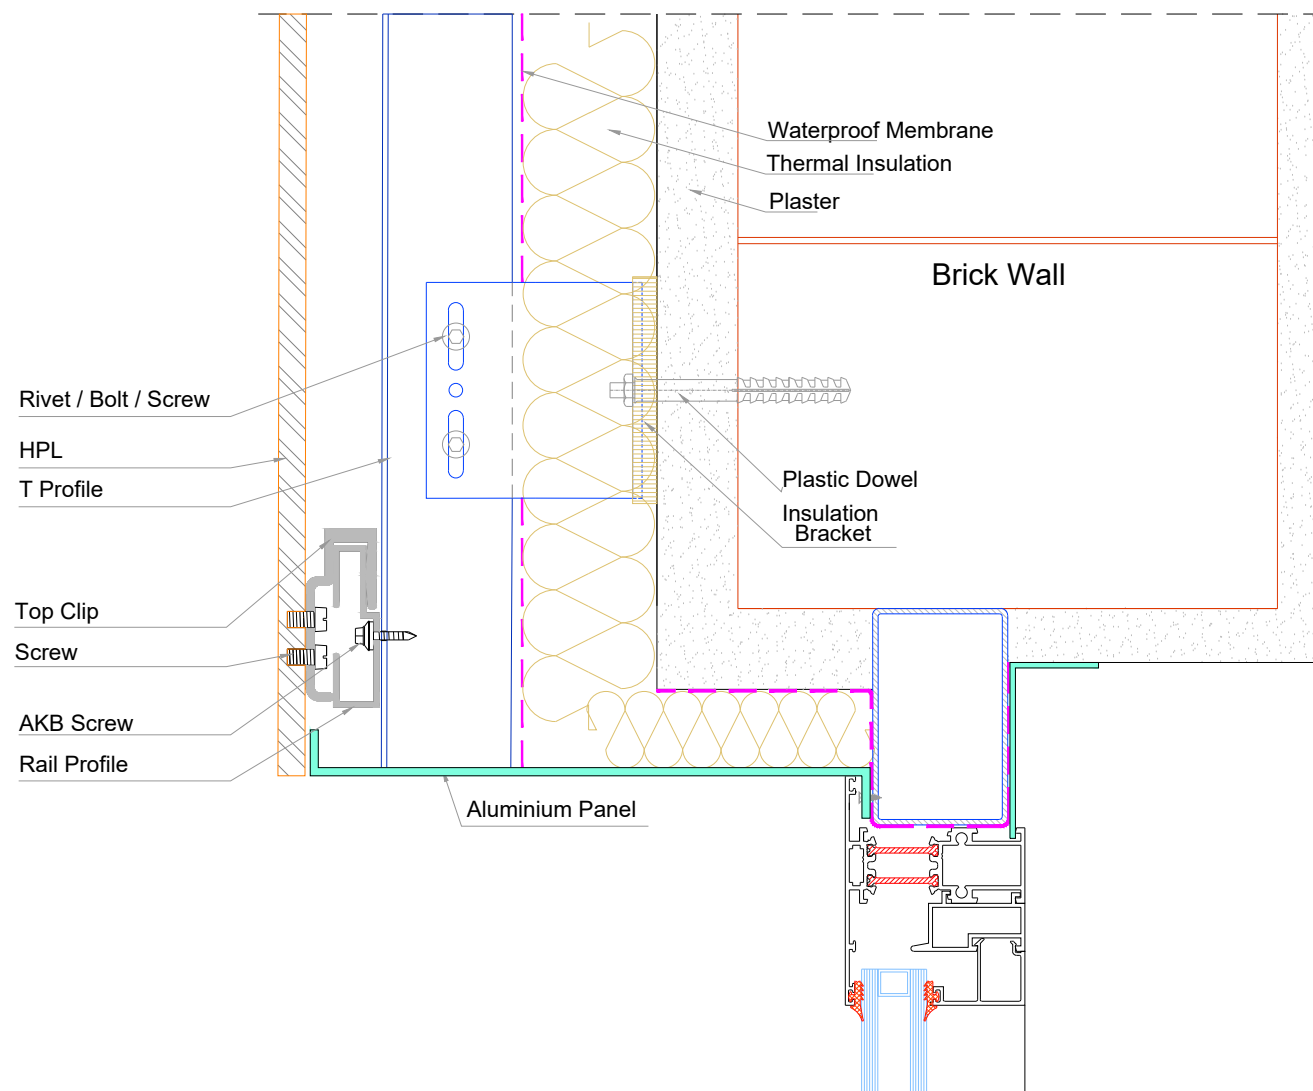 Waterproof Membrane
Thermal Insulation
Plaster
Brick Wall
Rivet / Bolt / Screw
HPL
T Profile
Plastic Dowel
Insulation
Bracket
Top Clip
Screw
AKB Screw
Rail Profile
Aluminium Panel